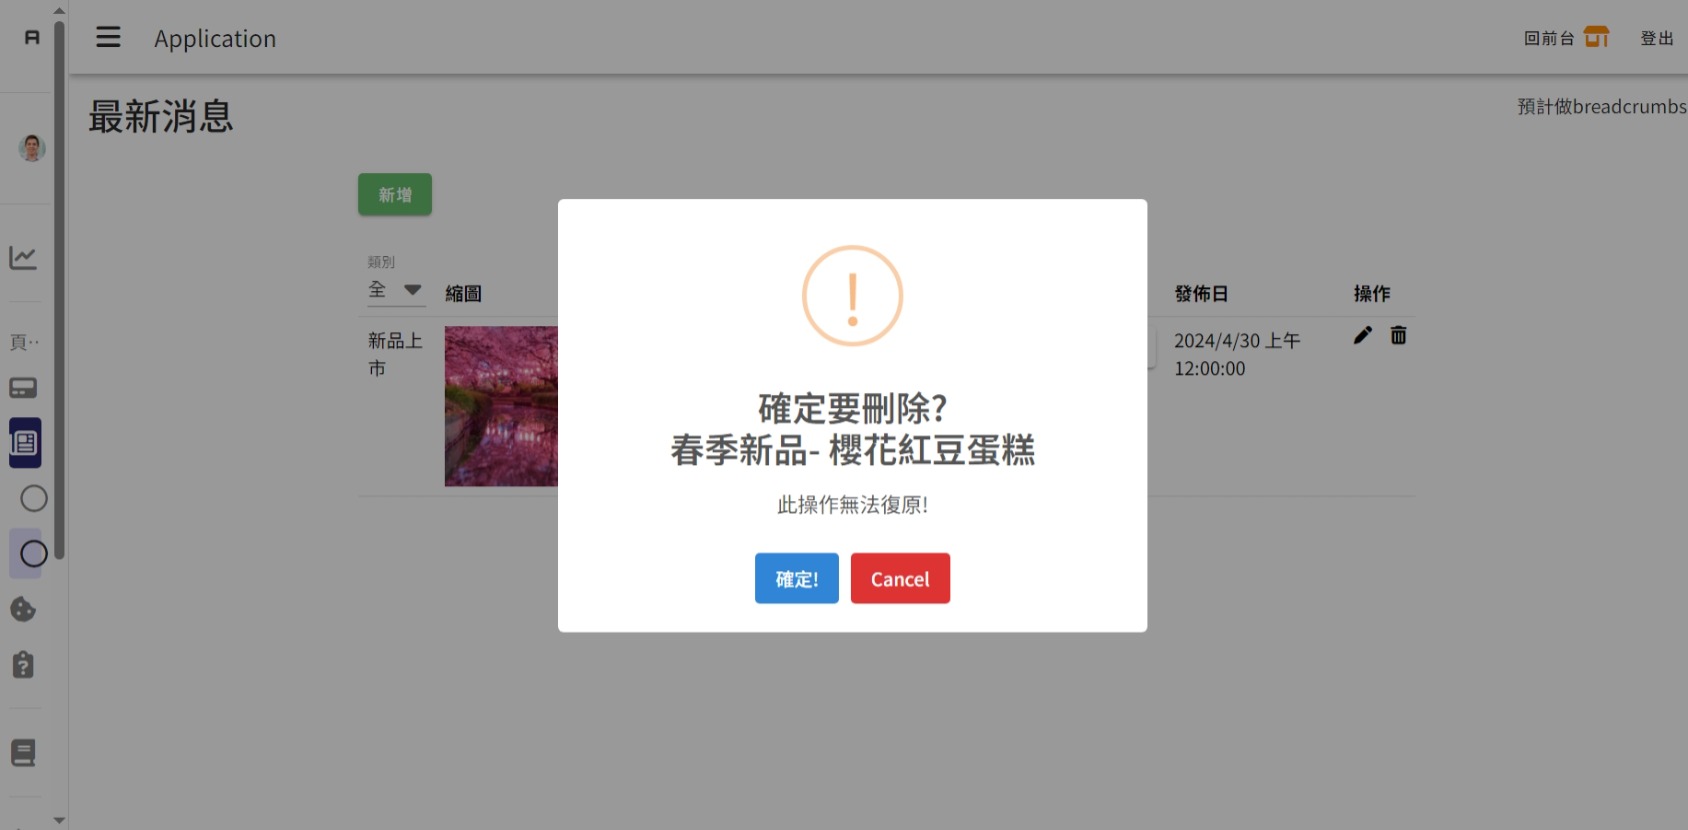 Application
回前台
登出
最新消息
預計做breadcrumbs
新增
類別
全
縮圖
發佈日
操作
頁··
新品上
市
2024/4/30 上午
12:00:00
確定要刪除?
春季新品- 櫻花紅豆蛋糕
此操作無法復原!
確定!
Cancel